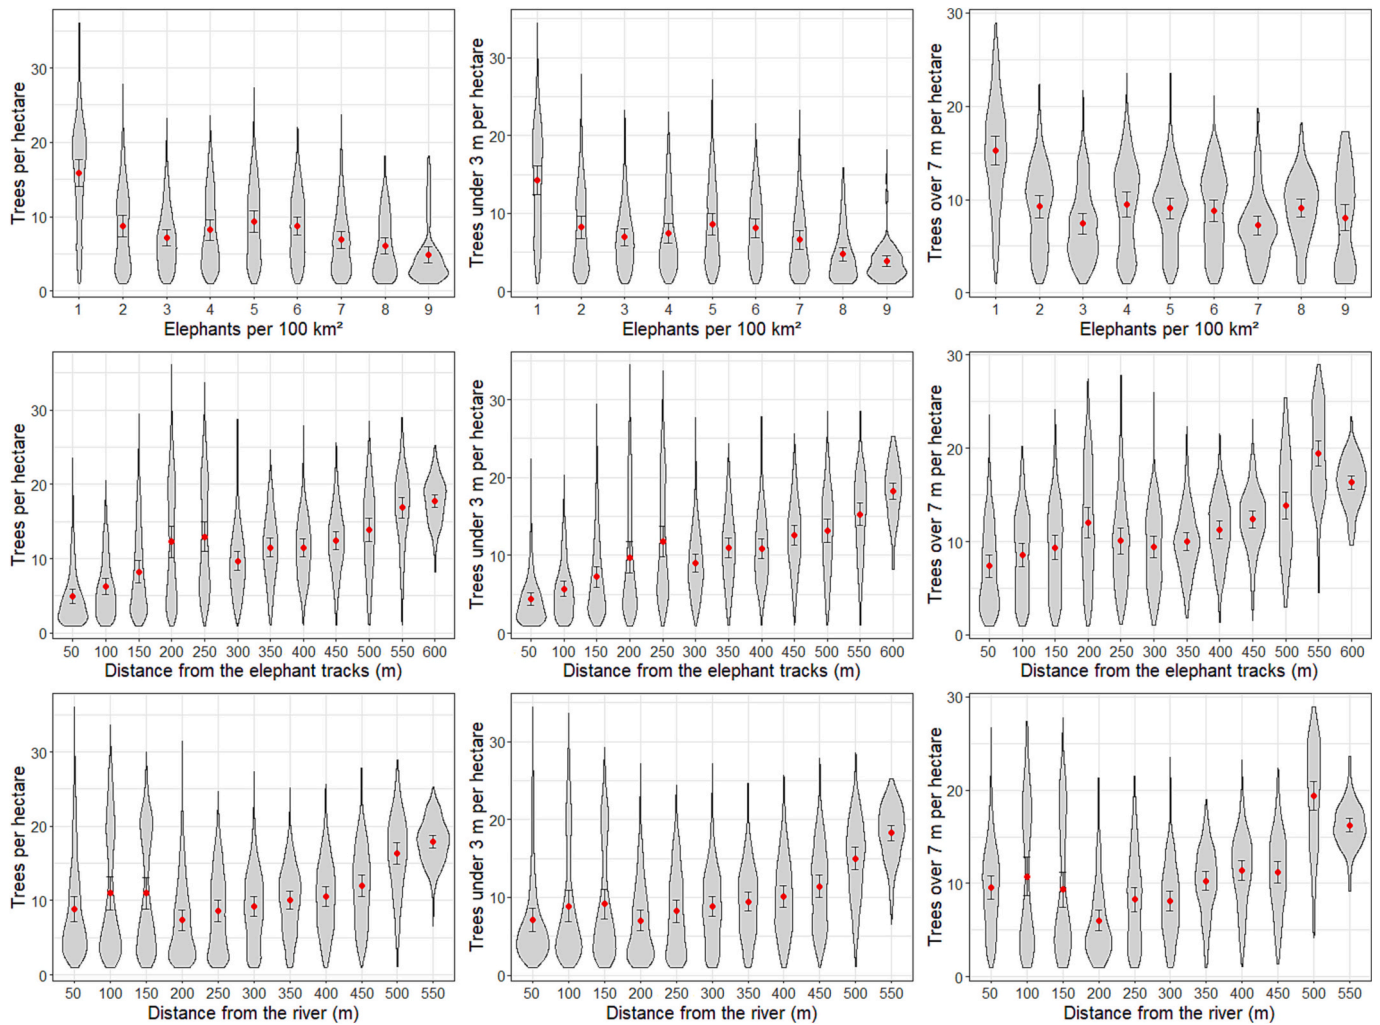 Trees per hectare
30
20
10
0
1 2 3 4 5 6 7 8 9
Elephants per 100 km²
Trees under 3 m per hectare
30
20
10
0
1 2 3 4 5 6 7 8 9
Elephants per 100 km²
Trees over 7 m per hectare
30
20
10
0
1 2 3 4 5 6 7 8 9
Elephants per 100 km²
Trees per hectare
30
20
10
0
50 100 150 200 250 300 350 400 450 500 550 600
Distance from the elephant tracks (m)
Trees under 3 m per hectare
30
20
10
0
50 100 150 200 250 300 350 400 450 500 550 600
Distance from the elephant tracks (m)
Trees over 7 m per hectare
30
20
10
0
50 100 150 200 250 300 350 400 450 500 550 600
Distance from the elephant tracks (m)
Trees per hectare
30
20
10
0
50 100 150 200 250 300 350 400 450 500 550
Distance from the river (m)
Trees under 3 m per hectare
30
20
10
0
50 100 150 200 250 300 350 400 450 500 550
Distance from the river (m)
Trees over 7 m per hectare
30
20
10
0
50 100 150 200 250 300 350 400 450 500 550
Distance from the river (m)